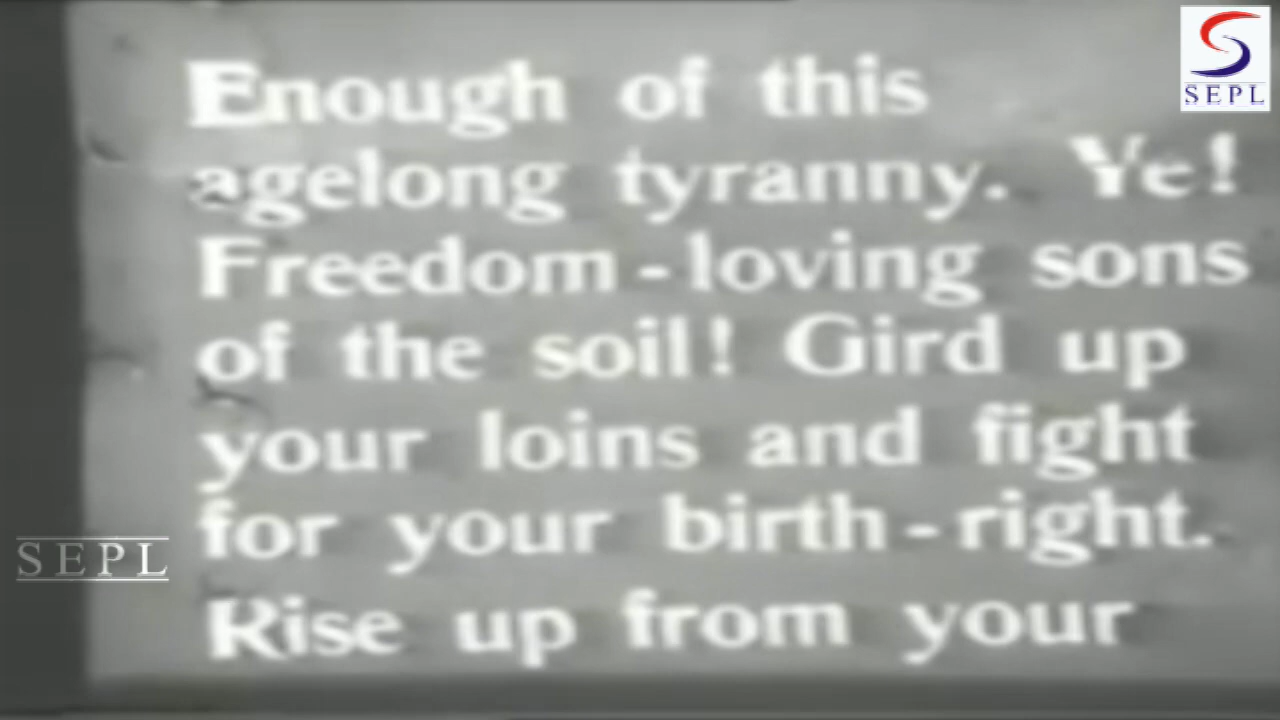 SEPL
Enough of this
agelong tyranny. Ye!
Freedom-loving sons
of the soil! Gird up
your loins and fight
for your birth-right.
SEPL
Rise up from your